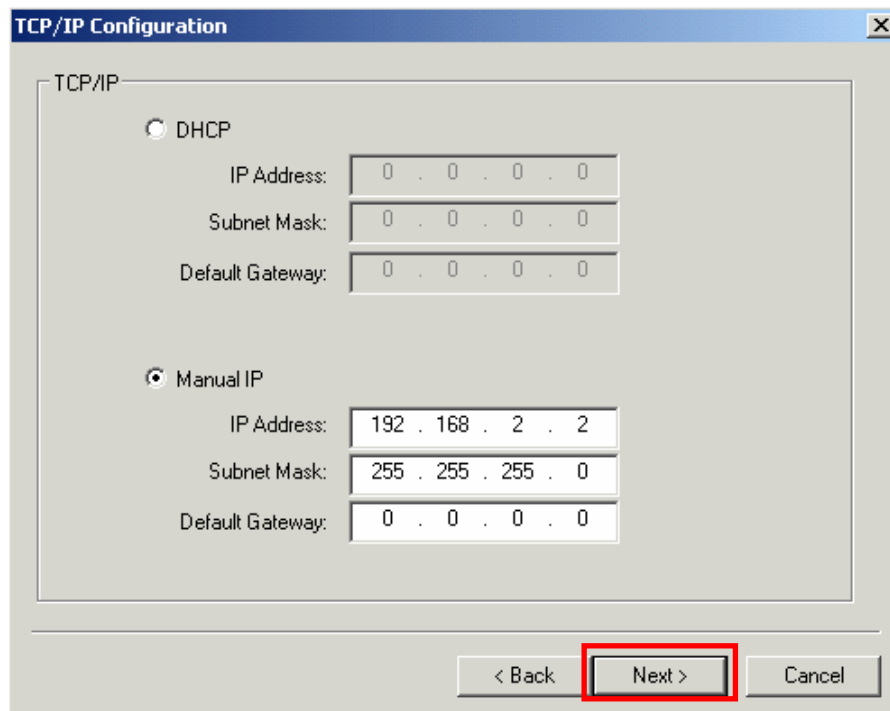 TCP/IP Configuration
TCP/IP
DHCP
IP Address: 0 . 0 . 0 . 0
Subnet Mask: 0 . 0 . 0 . 0
Default Gateway: 0 . 0 . 0 . 0
Manual IP
IP Address: 192 . 168 . 2 . 2
Subnet Mask: 255 . 255 . 255 . 0
Default Gateway: 0 . 0 . 0 . 0
< Back Next > Cancel